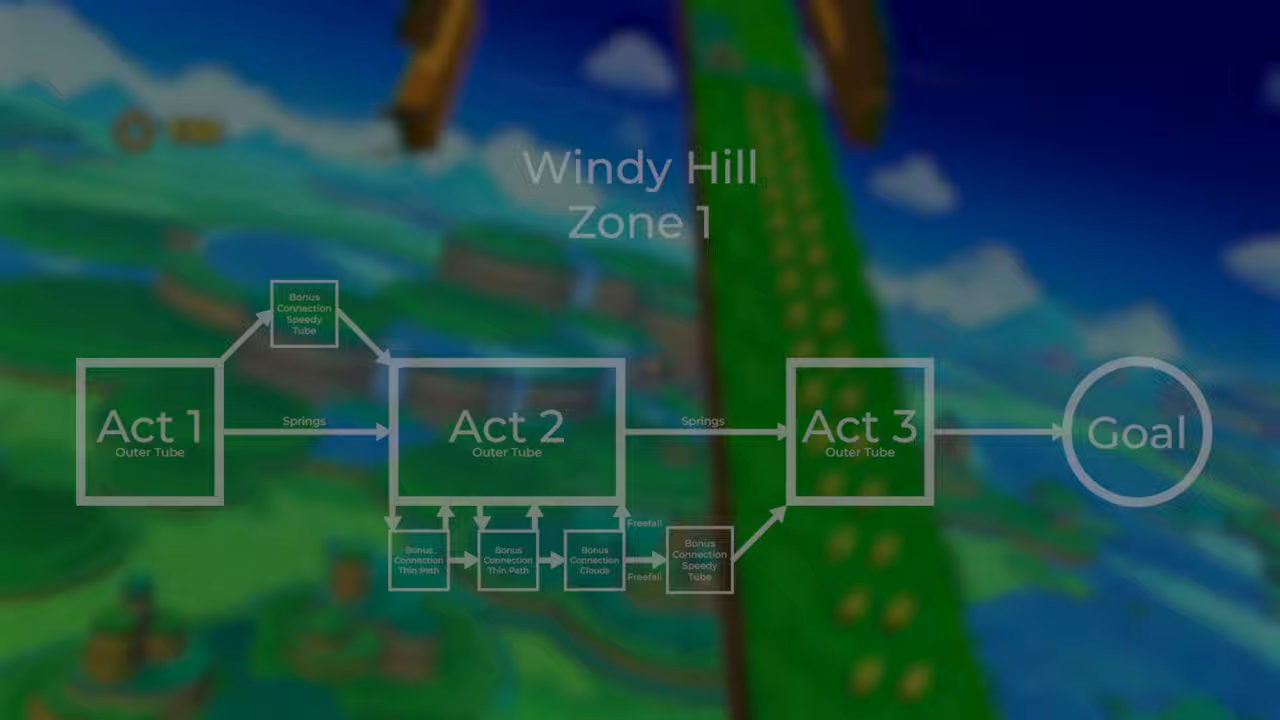 Windy Hill
Zone 1
Bonus
Connection
Speedy
Tube
Act 1
Outer Tube
Springs
Act 2
Outer Tube
Springs
Act 3
Outer Tube
Goal
Bonus
Connection
Thin Path
Bonus
Connection
Thin Path
Bonus
Connection
Clouds
Freefall
Freefall
Bonus
Connection
Speedy
Tube